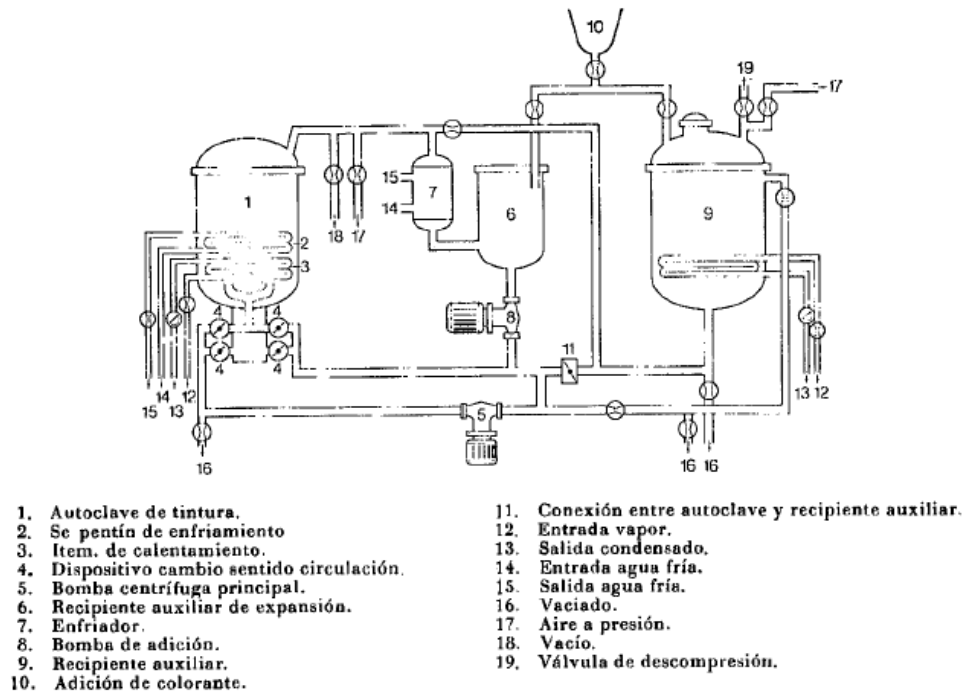 10
19
17
15
7
1
14
6
9
2
18
17
3
4
4
8
11
4
4
15
14
13
12
13
12
5
16
16
16
1. Autoclave de tintura.
2. Se pentín de enfriamiento
3. Item. de calentamiento.
4. Dispositivo cambio sentido circulación.
5. Bomba centrífuga principal.
6. Recipiente auxiliar de expansión.
7. Enfriador.
8. Bomba de adición.
9. Recipiente auxiliar.
10. Adición de colorante.
11. Conexión entre autoclave y recipiente auxiliar.
12. Entrada vapor.
13. Salida condensado.
14. Entrada agua fría.
15. Salida agua fría.
16. Vaciado.
17. Aire a presión.
18. Vacío.
19. Válvula de descompresión.